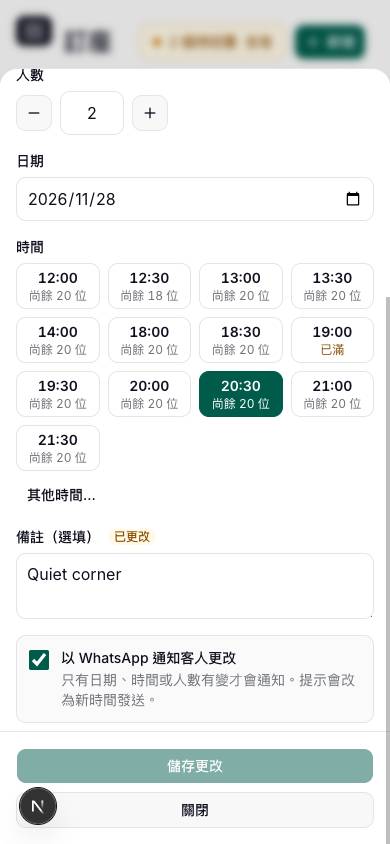 人數
2
日期
2026/11/28
時間
12:00 12:30 13:00 13:30
尚餘 20 位 尚餘 18 位 尚餘 20 位 尚餘 20 位
14:00 18:00 18:30 19:00
尚餘 20 位 尚餘 20 位 尚餘 20 位 已滿
19:30 20:00 20:30 21:00
尚餘 20 位 尚餘 20 位 尚餘 20 位 尚餘 20 位
21:30
尚餘 20 位
其他時間...
備註（選填） 已更改
Quiet corner
以 WhatsApp 通知客人更改
只有日期、時間或人數有變才會通知。提示會改
為新時間發送。
儲存更改
關閉
N